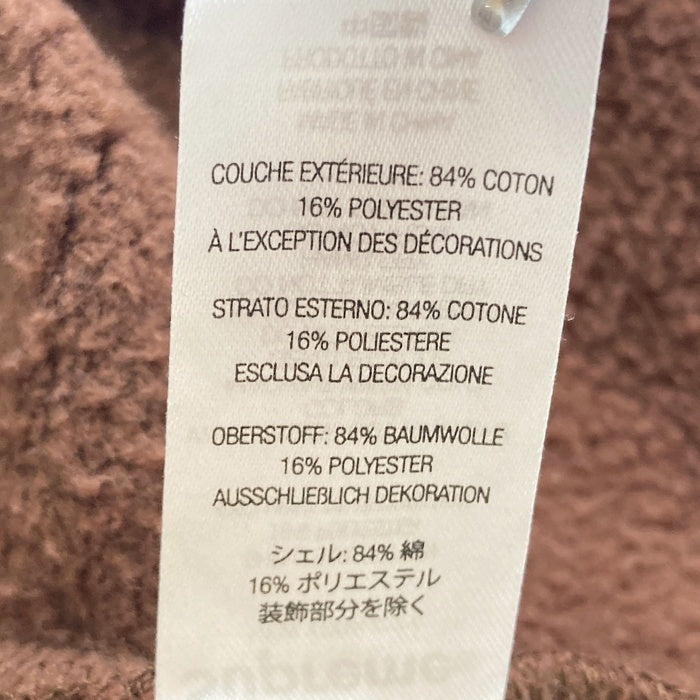 COUCHE EXTÉRIEURE: 84% COTON
16% POLYESTER
À L'EXCEPTION DES DÉCORATIONS
STRATO ESTERNO: 84% COTONE
16% POLIESTERE
ESCLUSA LA DECORAZIONE
OBERSTOFF: 84% BAUMWOLLE
16% POLYESTER
AUSSCHLIEßLICH DEKORATION
シェル: 84% 綿
16% ポリエステル
装飾部分を除く